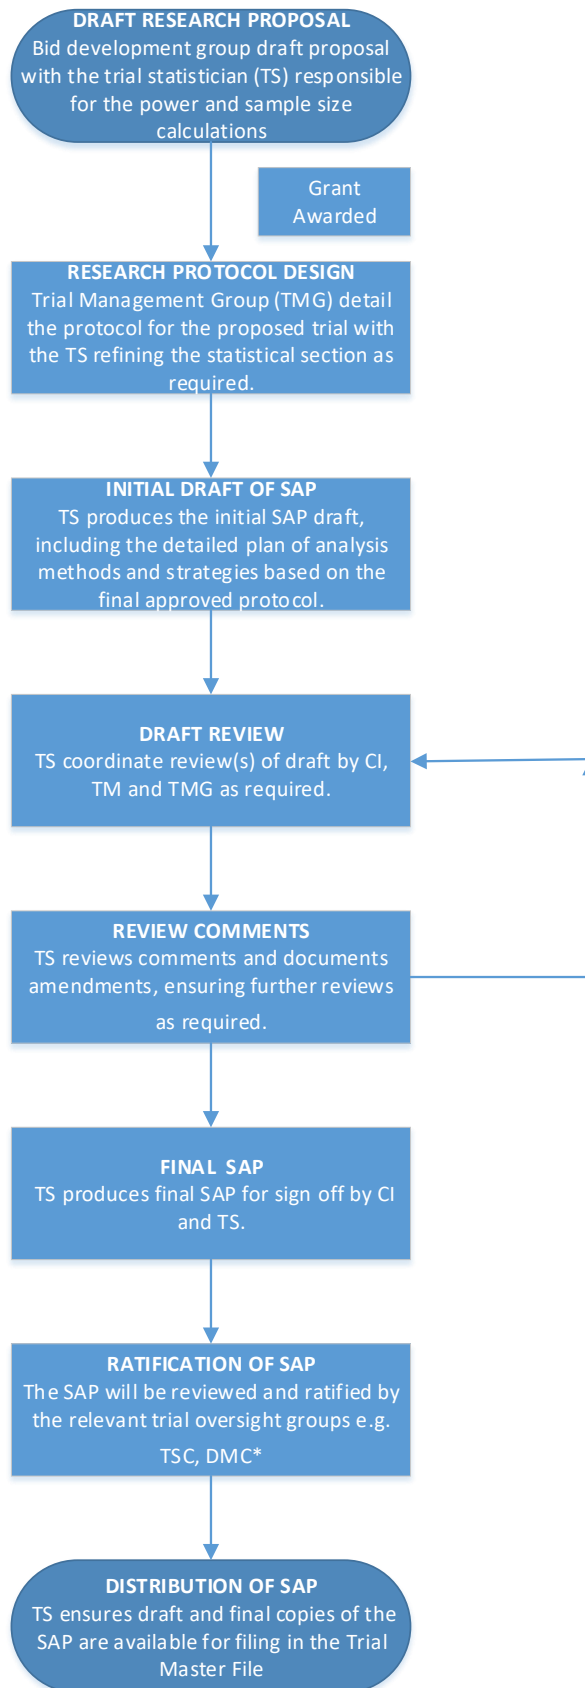 DRAFT RESEARCH PROPOSAL
Bid development group draft proposal
with the trial statistician (TS) responsible
for the power and sample size
calculations
Grant
Awarded
RESEARCH PROTOCOL DESIGN
Trial Management Group (TMG) detail
the protocol for the proposed trial with
the TS refining the statistical section as
required.
INITIAL DRAFT OF SAP
TS produces the initial SAP draft,
including the detailed plan of analysis
methods and strategies based on the
final approved protocol.
DRAFT REVIEW
TS coordinate review(s) of draft by CI,
TM and TMG as required.
REVIEW COMMENTS
TS reviews comments and documents
amendments, ensuring further reviews
as required.
FINAL SAP
TS produces final SAP for sign off by CI
and TS.
RATIFICATION OF SAP
The SAP will be reviewed and ratified by
the relevant trial oversight groups e.g.
TSC, DMC*
DISTRIBUTION OF SAP
TS ensures draft and final copies of the
SAP are available for filing in the Trial
Master File